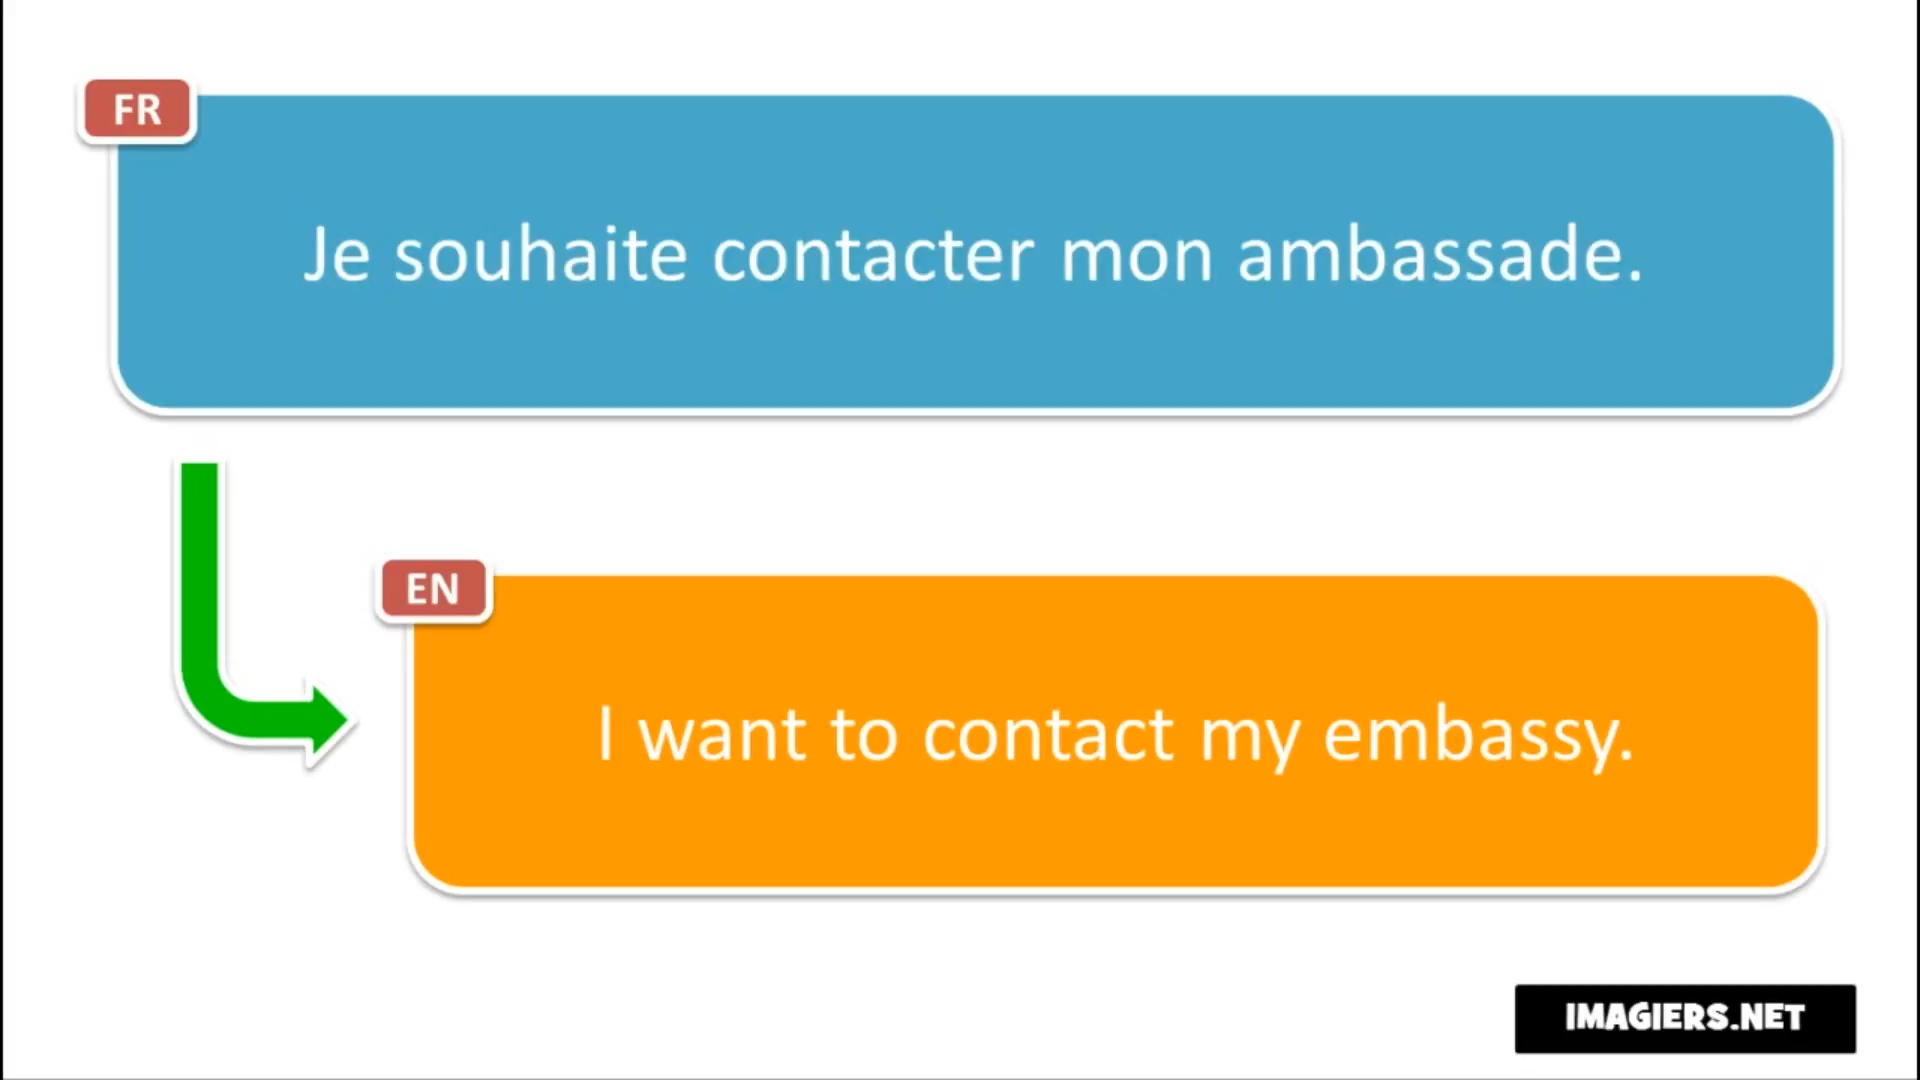 FR
Je souhaite contacter mon ambassade.
EN
I want to contact my embassy.
IMAGIERS.NET